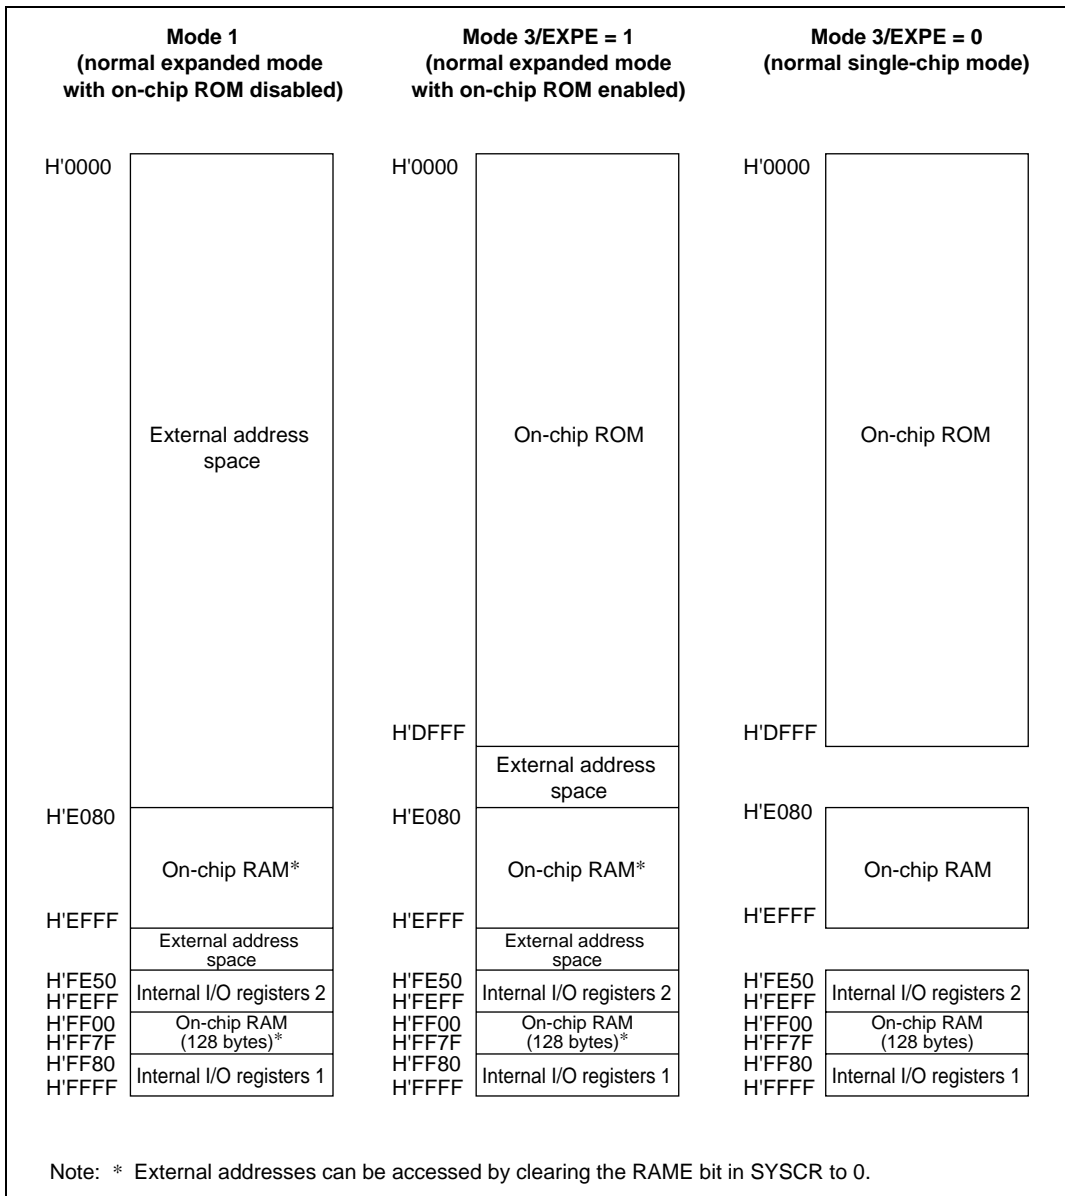 Mode 1
(normal expanded mode
with on-chip ROM disabled)
H'0000
External address
space
H'E080
On-chip RAM*
H'EFFF
External address
space
H'FE50
H'FEFF
Internal I/O registers 2
H'FF00
H'FF7F
On-chip RAM
(128 bytes)*
H'FF80
H'FFFF
Internal I/O registers 1
Mode 3/EXPE = 1
(normal expanded mode
with on-chip ROM enabled)
H'0000
On-chip ROM
H'DFFF
External address
space
H'E080
On-chip RAM*
H'EFFF
External address
space
H'FE50
H'FEFF
Internal I/O registers 2
H'FF00
H'FF7F
On-chip RAM
(128 bytes)*
H'FF80
H'FFFF
Internal I/O registers 1
Mode 3/EXPE = 0
(normal single-chip mode)
H'0000
On-chip ROM
H'DFFF
H'E080
On-chip RAM
H'EFFF
H'FE50
H'FEFF
Internal I/O registers 2
H'FF00
H'FF7F
On-chip RAM
(128 bytes)
H'FF80
H'FFFF
Internal I/O registers 1
Note: * External addresses can be accessed by clearing the RAME bit in SYSCR to 0.